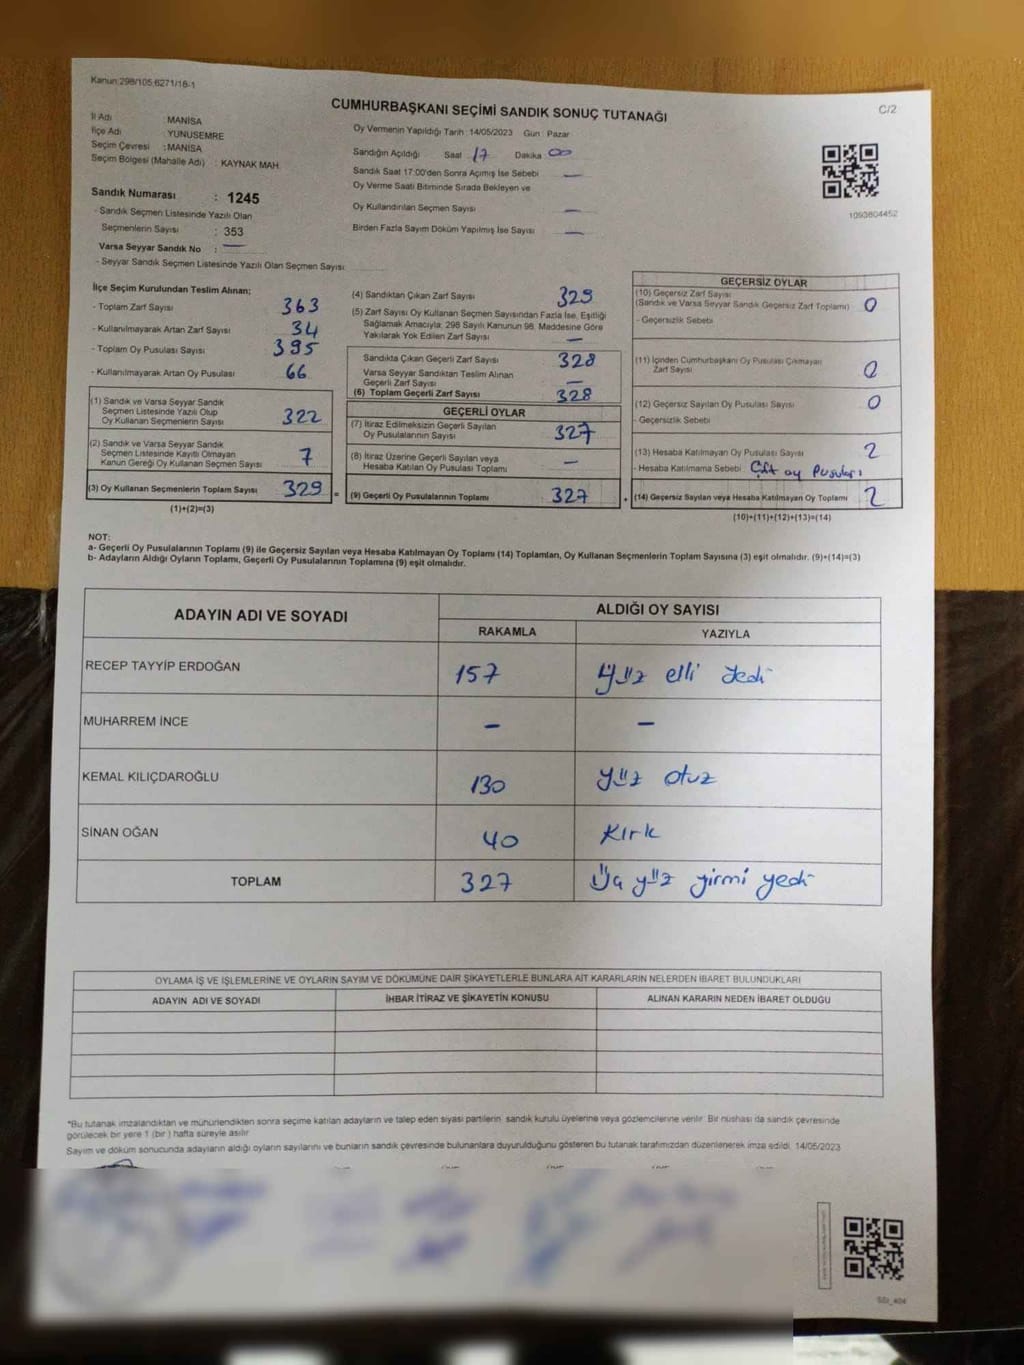 Kanun:298/105,6271/18-1
CUMHURBAŞKANI SEÇİMİ SANDIK SONUÇ TUTANAĞI
C/2
İl Adı : MANİSA
İlçe Adı : YUNUSEMRE
Seçim Çevresi : MANİSA
Seçim Bölgesi (Mahalle Adı) : KAYNAK MAH.
Sandık Numarası : 1245
- Sandık Seçmen Listesinde Yazılı Olan
Seçmenlerin Sayısı : 353
Varsa Seyyar Sandık No : —
- Seyyar Sandık Seçmen Listesinde Yazılı Olan Seçmen Sayısı:
Oy Vermenin Yapıldığı Tarih :14/05/2023 Gün : Pazar
Sandığın Açıldığı Saat 17 Dakika 00
Sandık Saat 17:00'den Sonra Açılmış İse Sebebi —
Oy Verme Saati Bitiminde Sırada Bekleyen ve
Oy Kullandırılan Seçmen Sayısı —
Birden Fazla Sayım Döküm Yapılmış İse Sayısı —
1093804452
İlçe Seçim Kurulundan Teslim Alınan;
- Toplam Zarf Sayısı 363
- Kullanılmayarak Artan Zarf Sayısı 34
- Toplam Oy Pusulası Sayısı 395
- Kullanılmayarak Artan Oy Pusulası 66
(1) Sandık ve Varsa Seyyar Sandık
Seçmen Listesinde Yazılı Olup
Oy Kullanan Seçmenlerin Sayısı 322
(2) Sandık ve Varsa Seyyar Sandık
Seçmen Listesinde Kayıtlı Olmayan
Kanun Gereği Oy Kullanan Seçmen Sayısı 7
(3) Oy Kullanan Seçmenlerin Toplam Sayısı 329 =
(1)+(2)=(3)
(4) Sandıktan Çıkan Zarf Sayısı 329
(5) Zarf Sayısı Oy Kullanan Seçmen Sayısından Fazla İse, Eşitliği
Sağlamak Amacıyla; 298 Sayılı Kanunun 98. Maddesine Göre
Yakılarak Yok Edilen Zarf Sayısı —
Sandıkta Çıkan Geçerli Zarf Sayısı 328
Varsa Seyyar Sandıktan Teslim Alınan
Geçerli Zarf Sayısı —
(6) Toplam Geçerli Zarf Sayısı 328
GEÇERLİ OYLAR
(7) İtiraz Edilmeksizin Geçerli Sayılan
Oy Pusulalarının Sayısı 327
(8) İtiraz Üzerine Geçerli Sayılan veya
Hesaba Katılan Oy Pusulası Toplamı —
(9) Geçerli Oy Pusulalarının Toplamı 327 +
GEÇERSİZ OYLAR
(10) Geçersiz Zarf Sayısı
(Sandık ve Varsa Seyyar Sandık Geçersiz Zarf Toplamı) 0
- Geçersizlik Sebebi
(11) İçinden Cumhurbaşkanı Oy Pusulası Çıkmayan
Zarf Sayısı 0
(12) Geçersiz Sayılan Oy Pusulası Sayısı 0
- Geçersizlik Sebebi
(13) Hesaba Katılmayan Oy Pusulası Sayısı 2
- Hesaba Katılmama Sebebi Çift oy Pusuları
(14) Geçersiz Sayılan veya Hesaba Katılmayan Oy Toplamı 2
(10)+(11)+(12)+(13)=(14)
NOT:
a- Geçerli Oy Pusulalarının Toplamı (9) ile Geçersiz Sayılan veya Hesaba Katılmayan Oy Toplamı (14) Toplamları, Oy Kullanan Seçmenlerin Toplam Sayısına (3) eşit olmalıdır. (9)+(14)=(3)
b- Adayların Aldığı Oyların Toplamı, Geçerli Oy Pusulalarının Toplamına (9) eşit olmalıdır.
ADAYIN ADI VE SOYADI ALDIĞI OY SAYISI
RAKAMLA YAZIYLA
RECEP TAYYİP ERDOĞAN 157 Yüz elli Yedi
MUHARREM İNCE — —
KEMAL KILIÇDAROĞLU 130 yüz otuz
SİNAN OĞAN 40 Kırk
TOPLAM 327 Üç yüz yirmi yedi
OYLAMA İŞ VE İŞLEMLERİNE VE OYLARIN SAYIM VE DÖKÜMÜNE DAİR ŞİKAYETLERLE BUNLARA AİT KARARLARIN NELERDEN İBARET BULUNDUKLARI
ADAYIN ADI VE SOYADI İHBAR İTİRAZ VE ŞİKAYETİN KONUSU ALINAN KARARIN NEDEN İBARET OLDUĞU
*Bu tutanak imzalandıktan ve mühürlendikten sonra seçime katılan adayların ve talep eden siyasi partilerin sandık kurulu üyelerine veya gözlemcilerine verilir. Bir nüshası da sandık çevresinde
görülecek bir yere 1 (bir) hafta süreyle asılır.
Sayım ve döküm sonucunda adayların aldığı oyların sayılarını ve bunların sandık çevresinde bulunanlara duyurulduğunu gösteren bu tutanak tarafımızdan düzenlenerek imza edildi. 14/05/2023